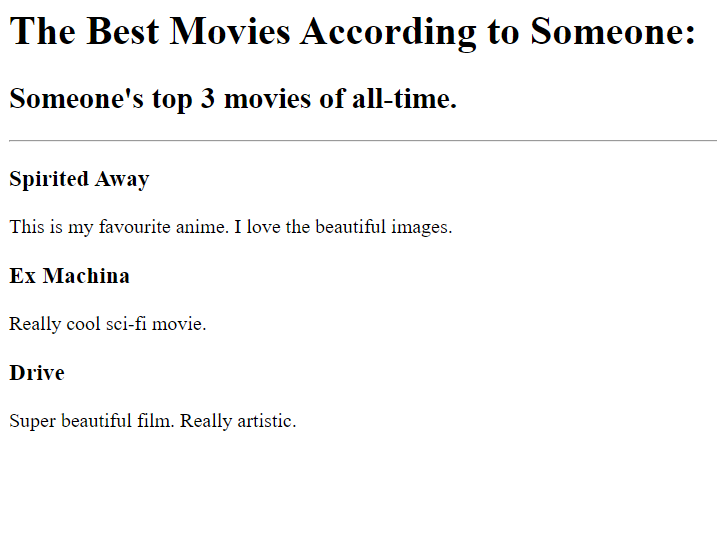 The Best Movies According to Someone:
Someone's top 3 movies of all-time.
Spirited Away
This is my favourite anime. I love the beautiful images.
Ex Machina
Really cool sci-fi movie.
Drive
Super beautiful film. Really artistic.